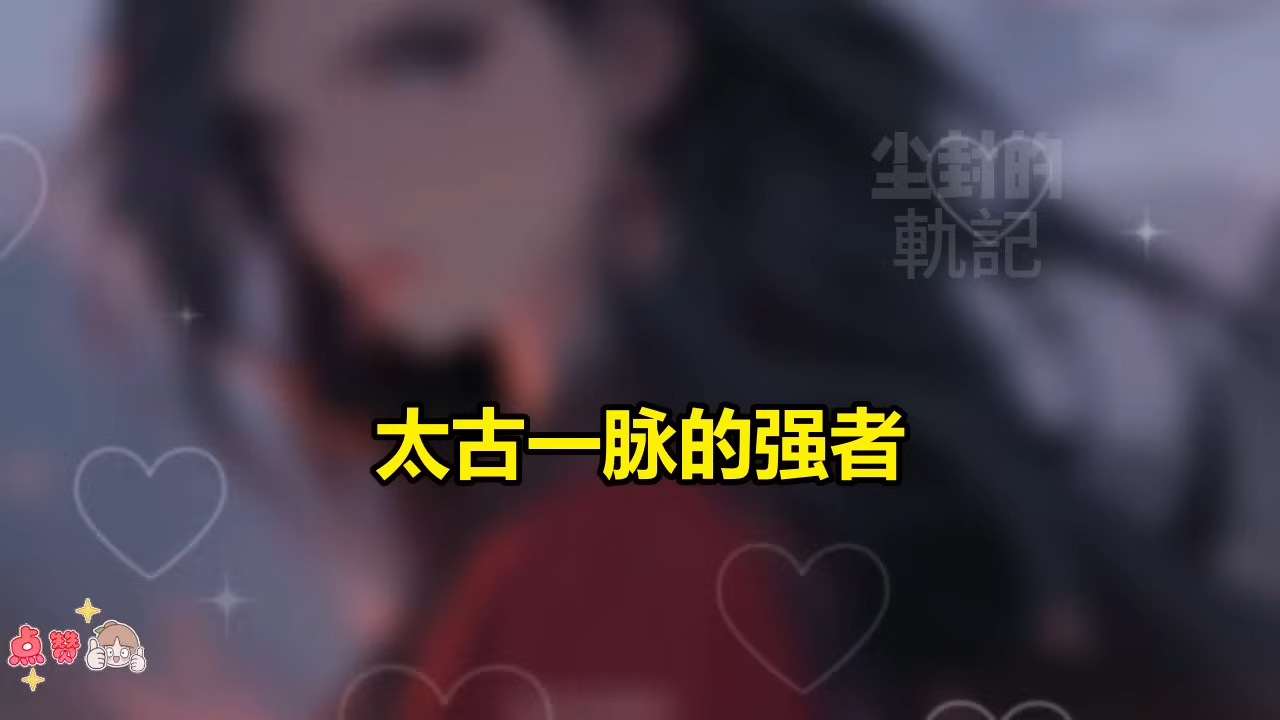 尘封的
軌記
太古一脉的强者
点赞